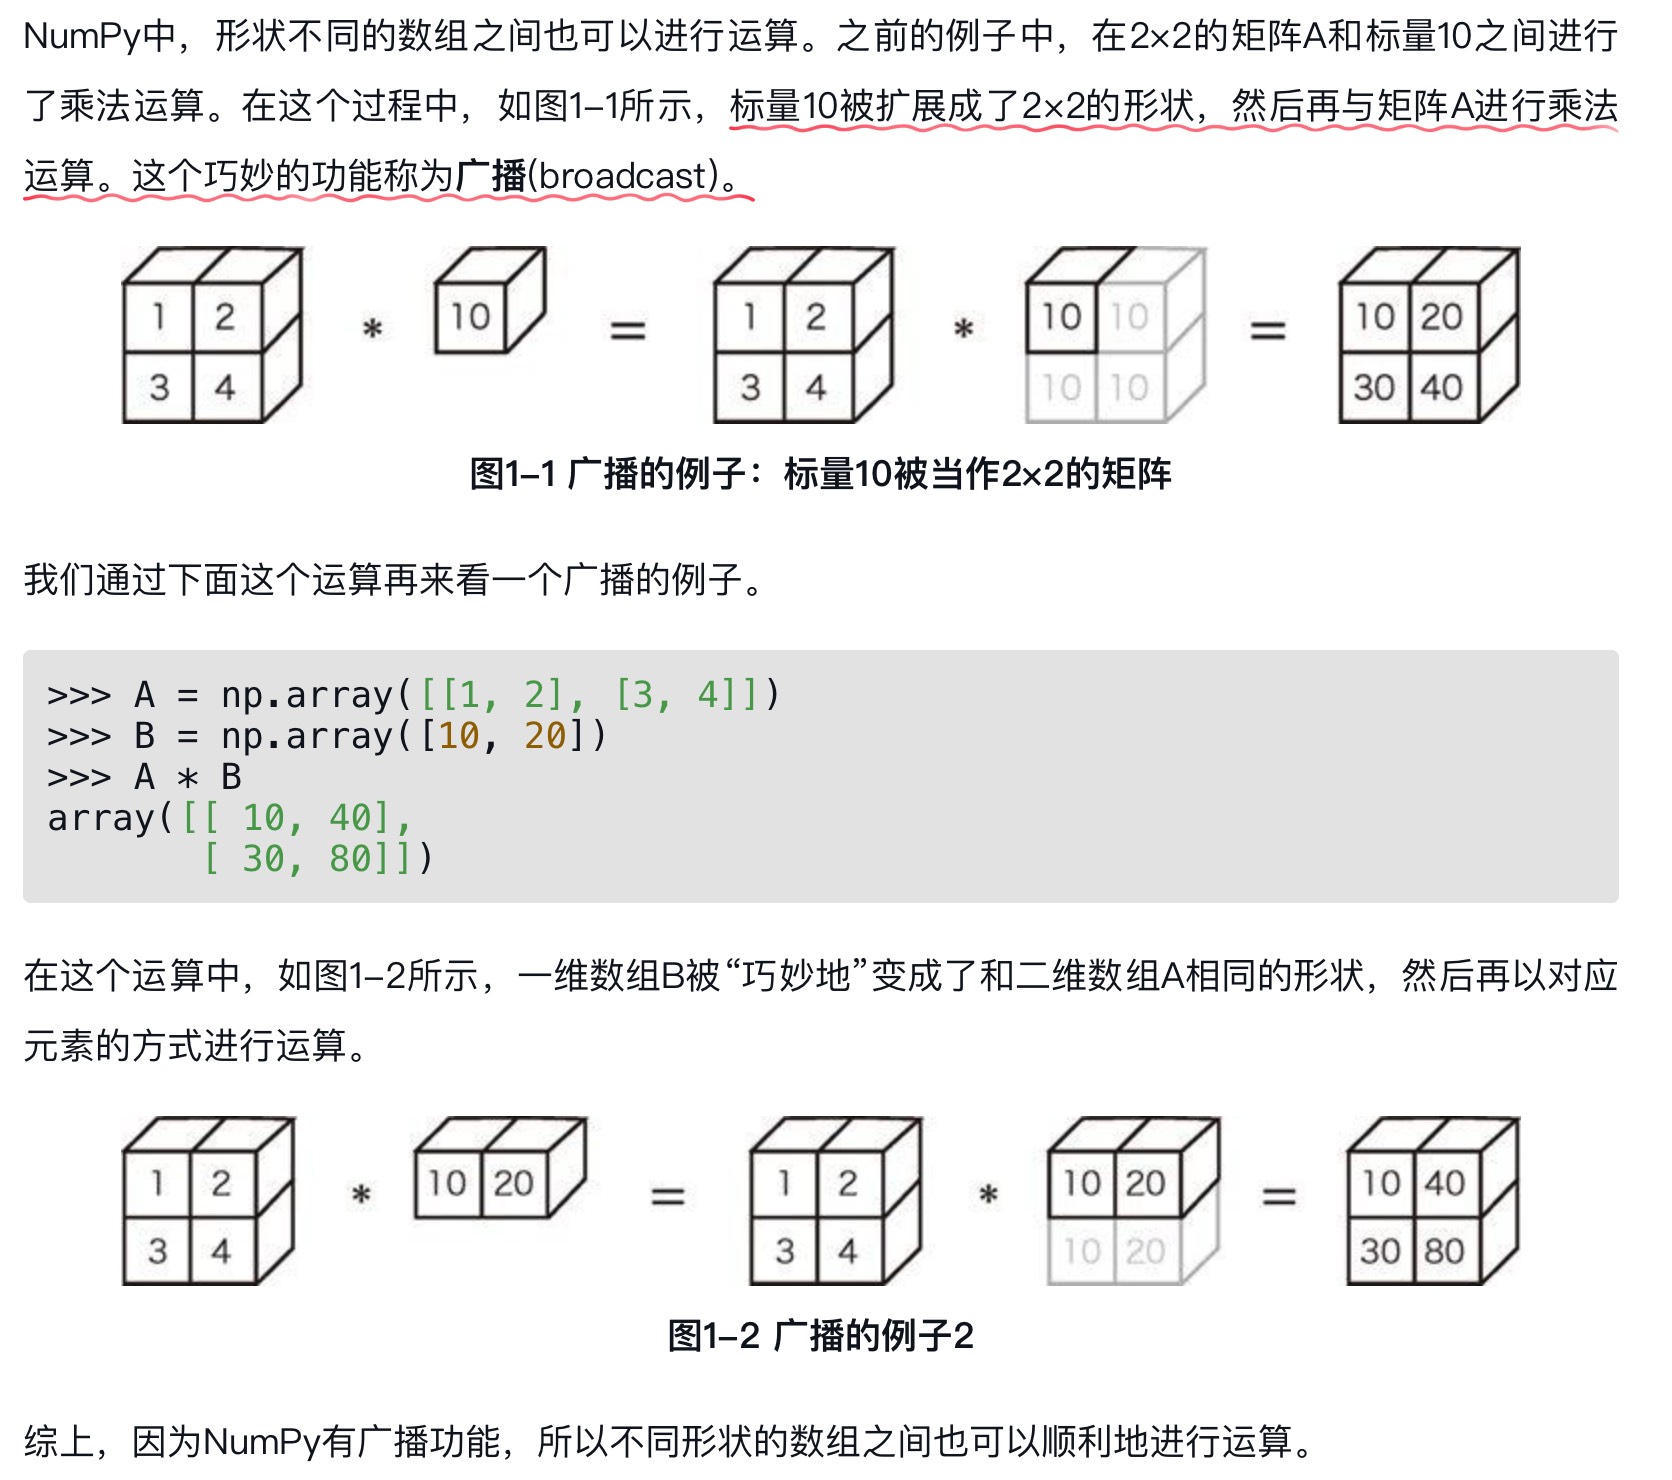 NumPy中，形状不同的数组之间也可以进行运算。之前的例子中，在2×2的矩阵A和标量10之间进行
了乘法运算。在这个过程中，如图1–1所示，标量10被扩展成了2×2的形状，然后再与矩阵A进行乘法
运算。这个巧妙的功能称为广播(broadcast)。
1 2 * 10 = 1 2 * 10 10 = 10 20
3 4 3 4 10 10 30 40
图1–1 广播的例子：标量10被当作2×2的矩阵
我们通过下面这个运算再来看一个广播的例子。
>>> A = np.array([[1, 2], [3, 4]])
>>> B = np.array([10, 20])
>>> A * B
array([[ 10, 40],
[ 30, 80]])
在这个运算中，如图1–2所示，一维数组B被“巧妙地”变成了和二维数组A相同的形状，然后再以对应
元素的方式进行运算。
1 2 * 10 20 = 1 2 * 10 20 = 10 40
3 4 3 4 10 20 30 80
图1–2 广播的例子2
综上，因为NumPy有广播功能，所以不同形状的数组之间也可以顺利地进行运算。